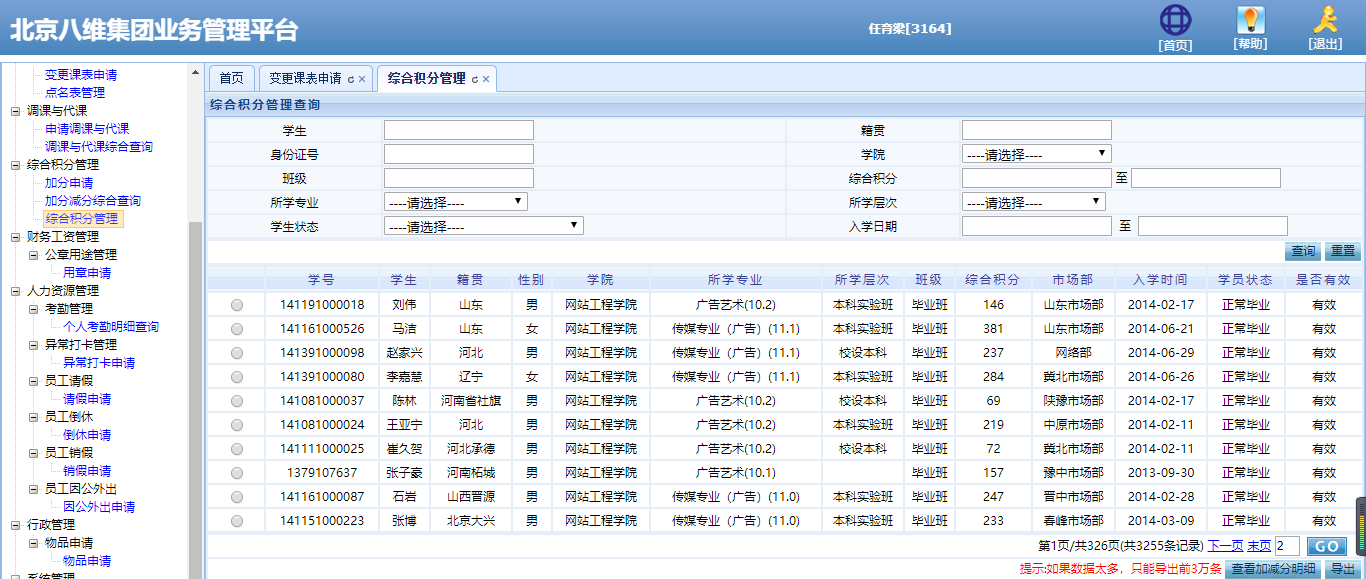 北京八维集团业务管理平台
任育梁[3164]
[首页] [帮助] [退出]
变更课表申请
点名表管理
调课与代课
申请调课与代课
调课与代课综合查询
综合积分管理
加分申请
加分减分综合查询
综合积分管理
财务工资管理
公章用途管理
用章申请
人力资源管理
考勤管理
个人考勤明细查询
异常打卡管理
异常打卡申请
员工请假
请假申请
员工倒休
倒休申请
员工销假
销假申请
员工因公外出
因公外出申请
行政管理
物品申请
物品申请
系统管理
首页 变更课表申请 综合积分管理
综合积分管理查询
学生 籍贯
身份证号 学院 ----请选择----
班级 综合积分 至
所学专业 ----请选择---- 所学层次 ----请选择----
学生状态 ----请选择---- 入学日期 至
查询 重置
学号 学生 籍贯 性别 学院 所学专业 所学层次 班级 综合积分 市场部 入学时间 学员状态 是否有效
141191000018 刘伟 山东 男 网站工程学院 广告艺术(10.2) 本科实验班 毕业班 146 山东市场部 2014-02-17 正常毕业 有效
141161000526 马洁 山东 女 网站工程学院 传媒专业（广告）(11.1) 本科实验班 毕业班 381 山东市场部 2014-06-21 正常毕业 有效
141391000098 赵家兴 河北 男 网站工程学院 传媒专业（广告）(11.1) 校设本科 毕业班 237 网络部 2014-06-29 正常毕业 有效
141391000080 李嘉慧 辽宁 女 网站工程学院 传媒专业（广告）(11.1) 本科实验班 毕业班 284 冀北市场部 2014-06-26 正常毕业 有效
141081000037 陈林 河南省社旗 男 网站工程学院 广告艺术(10.2) 校设本科 毕业班 69 陕豫市场部 2014-02-17 正常毕业 有效
141081000024 王亚宁 河北 男 网站工程学院 广告艺术(10.2) 本科实验班 毕业班 219 中原市场部 2014-02-11 正常毕业 有效
141111000025 崔久贺 河北承德 男 网站工程学院 广告艺术(10.2) 校设本科 毕业班 72 冀北市场部 2014-02-11 正常毕业 有效
1379107637 张子豪 河南柘城 男 网站工程学院 广告艺术(10.1) 毕业班 157 豫中市场部 2013-09-30 正常毕业 有效
141161000087 石岩 山西晋源 男 网站工程学院 传媒专业（广告）(11.0) 本科实验班 毕业班 247 晋中市场部 2014-02-28 正常毕业 有效
141151000223 张博 北京大兴 男 网站工程学院 传媒专业（广告）(11.0) 本科实验班 毕业班 233 春峰市场部 2014-03-09 正常毕业 有效
第1页/共326页(共3255条记录) 下一页 末页 2 GO
提示:如果数据太多，只能导出前3万条 查看加减分明细 导出